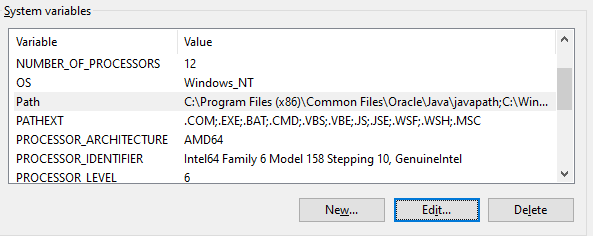 System variables
Variable Value
NUMBER_OF_PROCESSORS 12
OS Windows_NT
Path C:\Program Files (x86)\Common Files\Oracle\Java\javapath;C:\Win...
PATHEXT .COM;.EXE;.BAT;.CMD;.VBS;.VBE;.JS;.JSE;.WSF;.WSH;.MSC
PROCESSOR_ARCHITECTURE AMD64
PROCESSOR_IDENTIFIER Intel64 Family 6 Model 158 Stepping 10, GenuineIntel
PROCESSOR_LEVEL 6
New... Edit... Delete